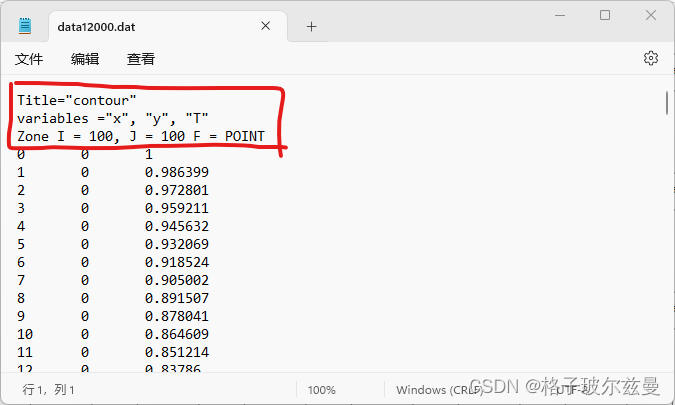 data12000.dat
文件 编辑 查看
Title="contour"
variables ="x", "y", "T"
Zone I = 100, J = 100 F = POINT
0 0 1
1 0 0.986399
2 0 0.972801
3 0 0.959211
4 0 0.945632
5 0 0.932069
6 0 0.918524
7 0 0.905002
8 0 0.891507
9 0 0.878041
10 0 0.864609
11 0 0.851214
12 0 0.83786
行 1, 列 1 100% Windows (CRLF) UTF-8
CSDN @格子玻尔兹曼